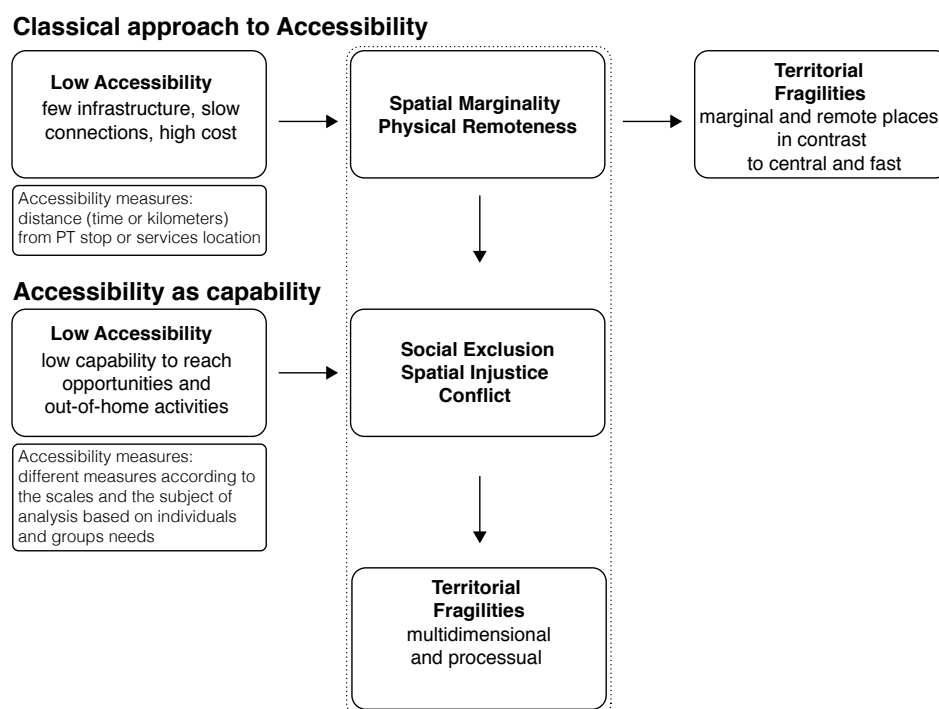 Classical approach to Accessibility
Low Accessibility
few infrastructure, slow
connections, high cost
Spatial Marginality
Physical Remoteness
Territorial
Fragilities
marginal and remote places
in contrast
to central and fast
Accessibility measures:
distance (time or kilometers)
from PT stop or services location
Accessibility as capability
Low Accessibility
low capability to reach
opportunities and
out-of-home activities
Social Exclusion
Spatial Injustice
Conflict
Accessibility measures:
different measures according to
the scales and the subject of
analysis based on individuals
and groups needs
Territorial
Fragilities
multidimensional
and processual